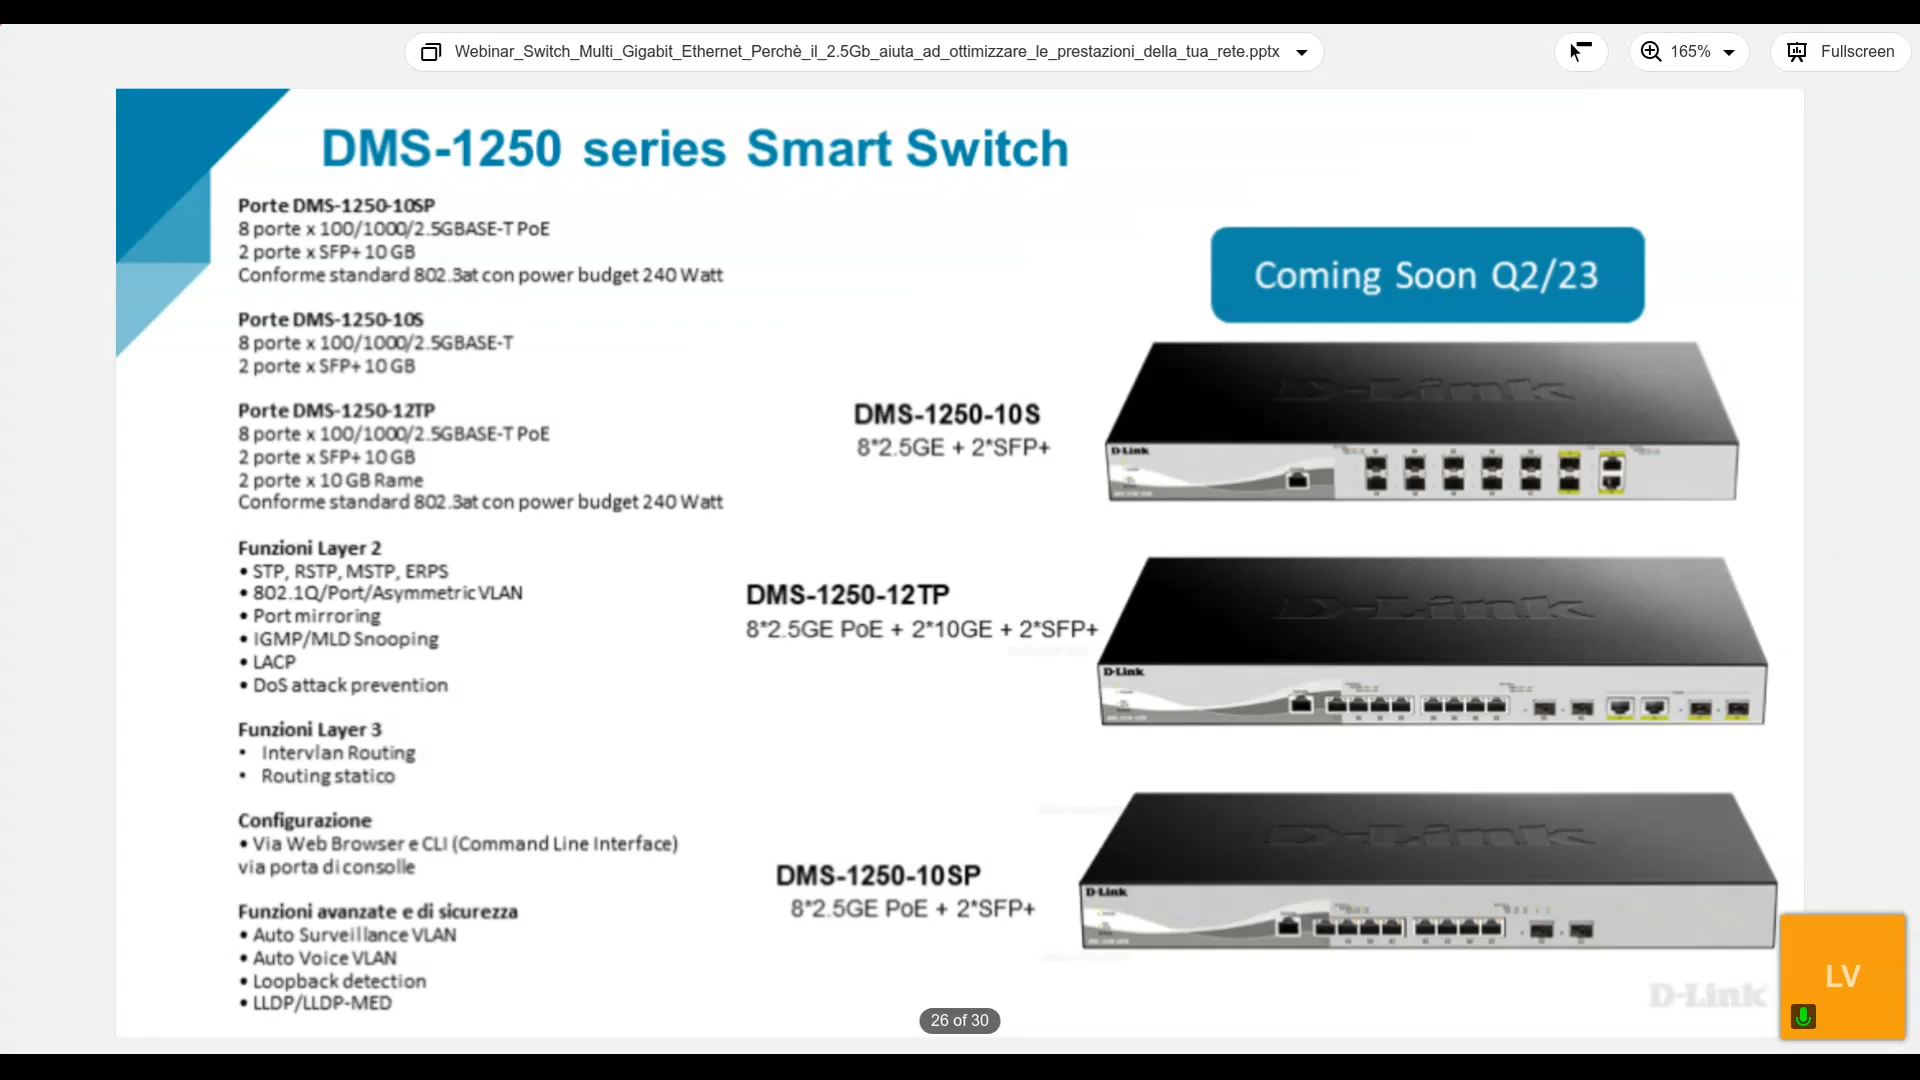 Webinar_Switch_Multi_Gigabit_Ethernet_Perchè_il_2.5Gb_aiuta_ad_ottimizzare_le_prestazioni_della_tua_rete.pptx
165%
Fullscreen
DMS-1250 series Smart Switch
Porte DMS-1250-10SP
8 porte x 100/1000/2.5GBASE-T PoE
2 porte x SFP+ 10 GB
Conforme standard 802.3at con power budget 240 Watt
Porte DMS-1250-10S
8 porte x 100/1000/2.5GBASE-T
2 porte x SFP+ 10 GB
Porte DMS-1250-12TP
8 porte x 100/1000/2.5GBASE-T PoE
2 porte x SFP+ 10 GB
2 porte x 10 GB Rame
Conforme standard 802.3at con power budget 240 Watt
Funzioni Layer 2
• STP, RSTP, MSTP, ERPS
• 802.1Q/Port/Asymmetric VLAN
• Port mirroring
• IGMP/MLD Snooping
• LACP
• DoS attack prevention
Funzioni Layer 3
• Intervlan Routing
• Routing statico
Configurazione
• Via Web Browser e CLI (Command Line Interface)
via porta di consolle
Funzioni avanzate e di sicurezza
• Auto Surveillance VLAN
• Auto Voice VLAN
• Loopback detection
• LLDP/LLDP-MED
Coming Soon Q2/23
DMS-1250-10S
8*2.5GE + 2*SFP+
D-Link
D-Link
DMS-1250-12TP
8*2.5GE PoE + 2*10GE + 2*SFP+
D-Link
D-Link
DMS-1250-10SP
8*2.5GE PoE + 2*SFP+
D-Link
D-Link
D-Link
LV
26 of 30